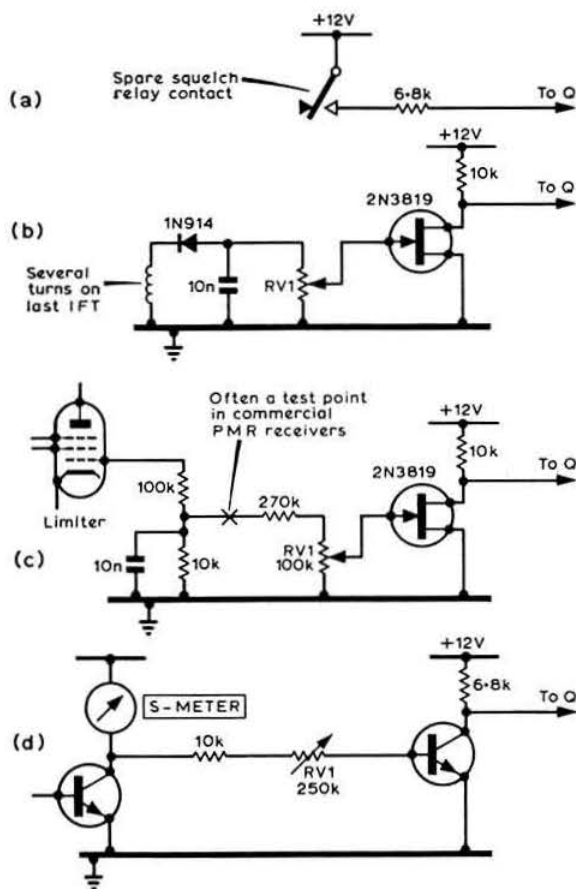 +12V
Spare squelch
relay contact
(a)
6·8k
To Q
+12V
10k
To Q
2N3819
(b)
1N914
Several
turns on
last IFT
10n
RV1
Often a test point
in commercial
PMR receivers
+12V
10k
To Q
2N3819
Limiter
100k
270k
(c)
10n
10k
RV1
100k
+12V
6·8k
To Q
S-METER
(d)
10k
RV1
250k